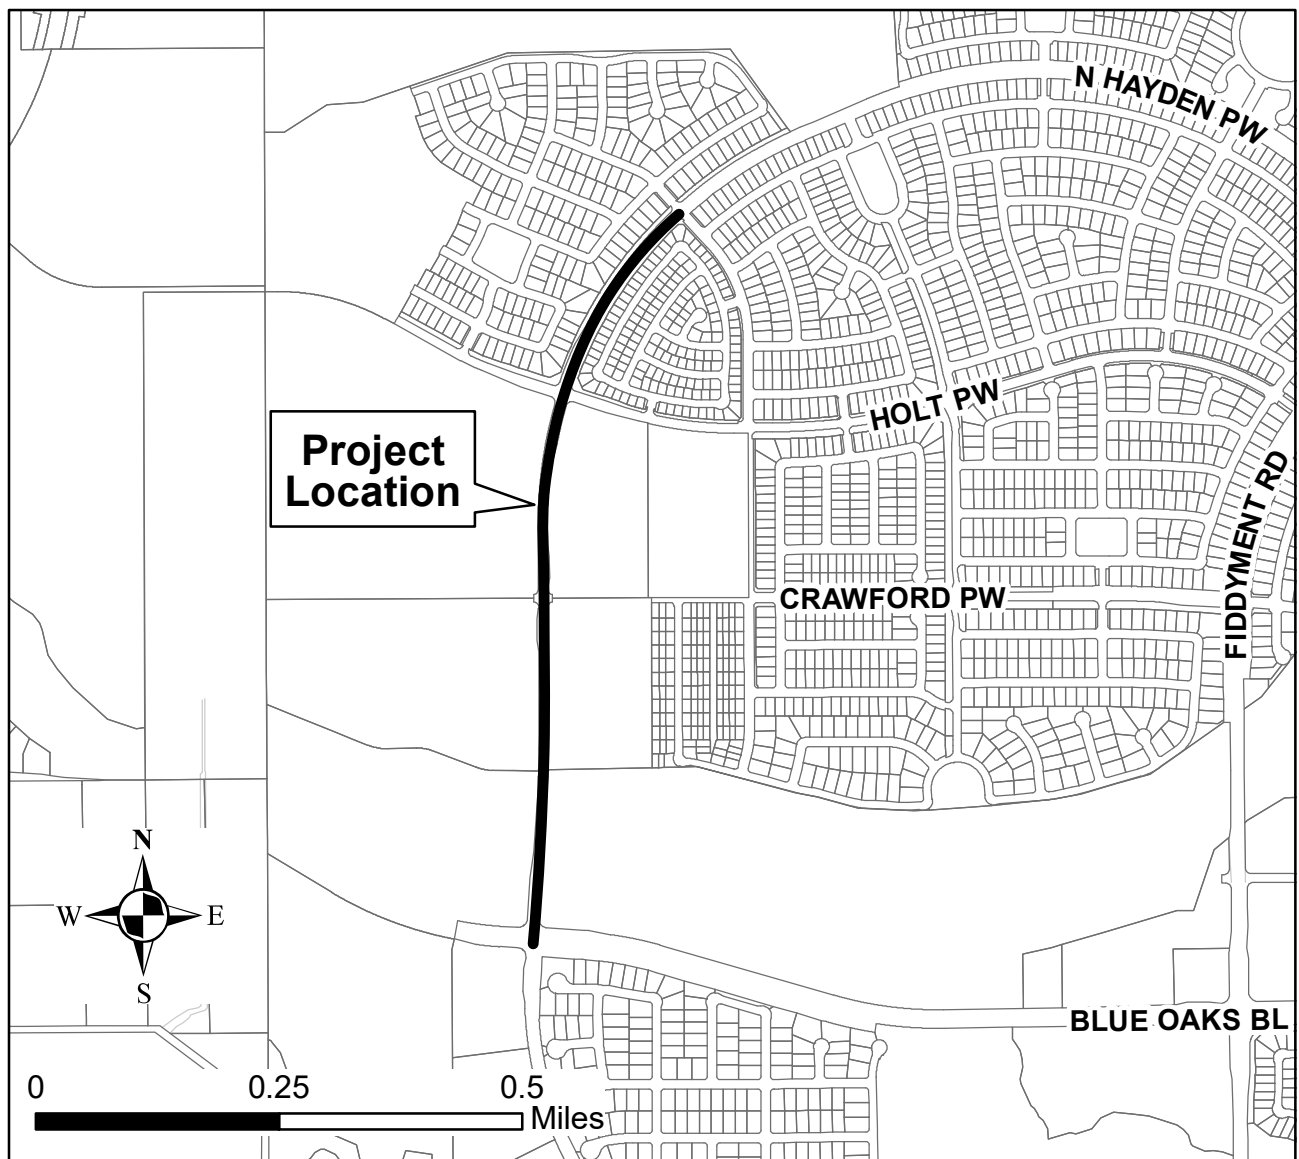 N HAYDEN PW
HOLT PW
Project
Location
FIDDYMENT RD
CRAWFORD PW
N
W
E
S
BLUE OAKS BL
0 0.25 0.5
Miles